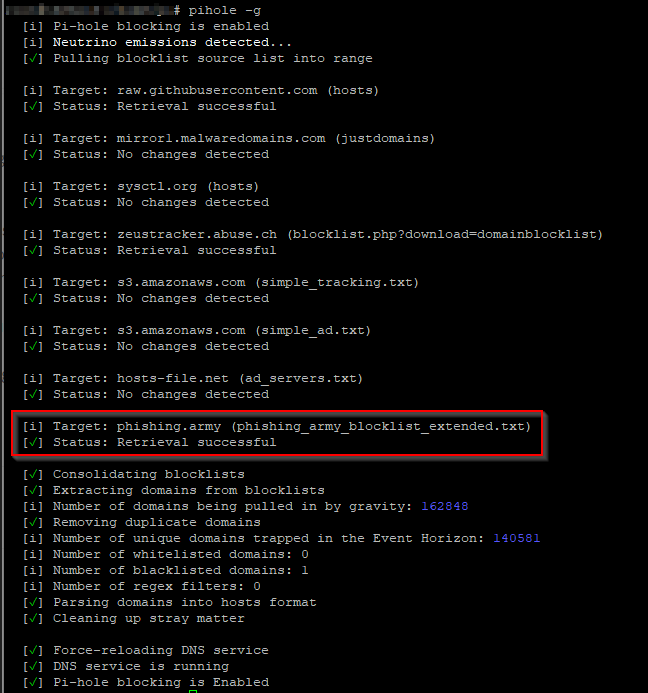 # pihole -g
[i] Pi-hole blocking is enabled
[i] Neutrino emissions detected...
[✓] Pulling blocklist source list into range
[i] Target: raw.githubusercontent.com (hosts)
[✓] Status: Retrieval successful
[i] Target: mirror1.malwaredomains.com (justdomains)
[✓] Status: No changes detected
[i] Target: sysctl.org (hosts)
[✓] Status: No changes detected
[i] Target: zeustracker.abuse.ch (blocklist.php?download=domainblocklist)
[✓] Status: Retrieval successful
[i] Target: s3.amazonaws.com (simple_tracking.txt)
[✓] Status: No changes detected
[i] Target: s3.amazonaws.com (simple_ad.txt)
[✓] Status: No changes detected
[i] Target: hosts-file.net (ad_servers.txt)
[✓] Status: No changes detected
[i] Target: phishing.army (phishing_army_blocklist_extended.txt)
[✓] Status: Retrieval successful
[✓] Consolidating blocklists
[✓] Extracting domains from blocklists
[i] Number of domains being pulled in by gravity: 162848
[✓] Removing duplicate domains
[i] Number of unique domains trapped in the Event Horizon: 140581
[i] Number of whitelisted domains: 0
[i] Number of blacklisted domains: 1
[i] Number of regex filters: 0
[✓] Parsing domains into hosts format
[✓] Cleaning up stray matter
[✓] Force-reloading DNS service
[✓] DNS service is running
[✓] Pi-hole blocking is Enabled